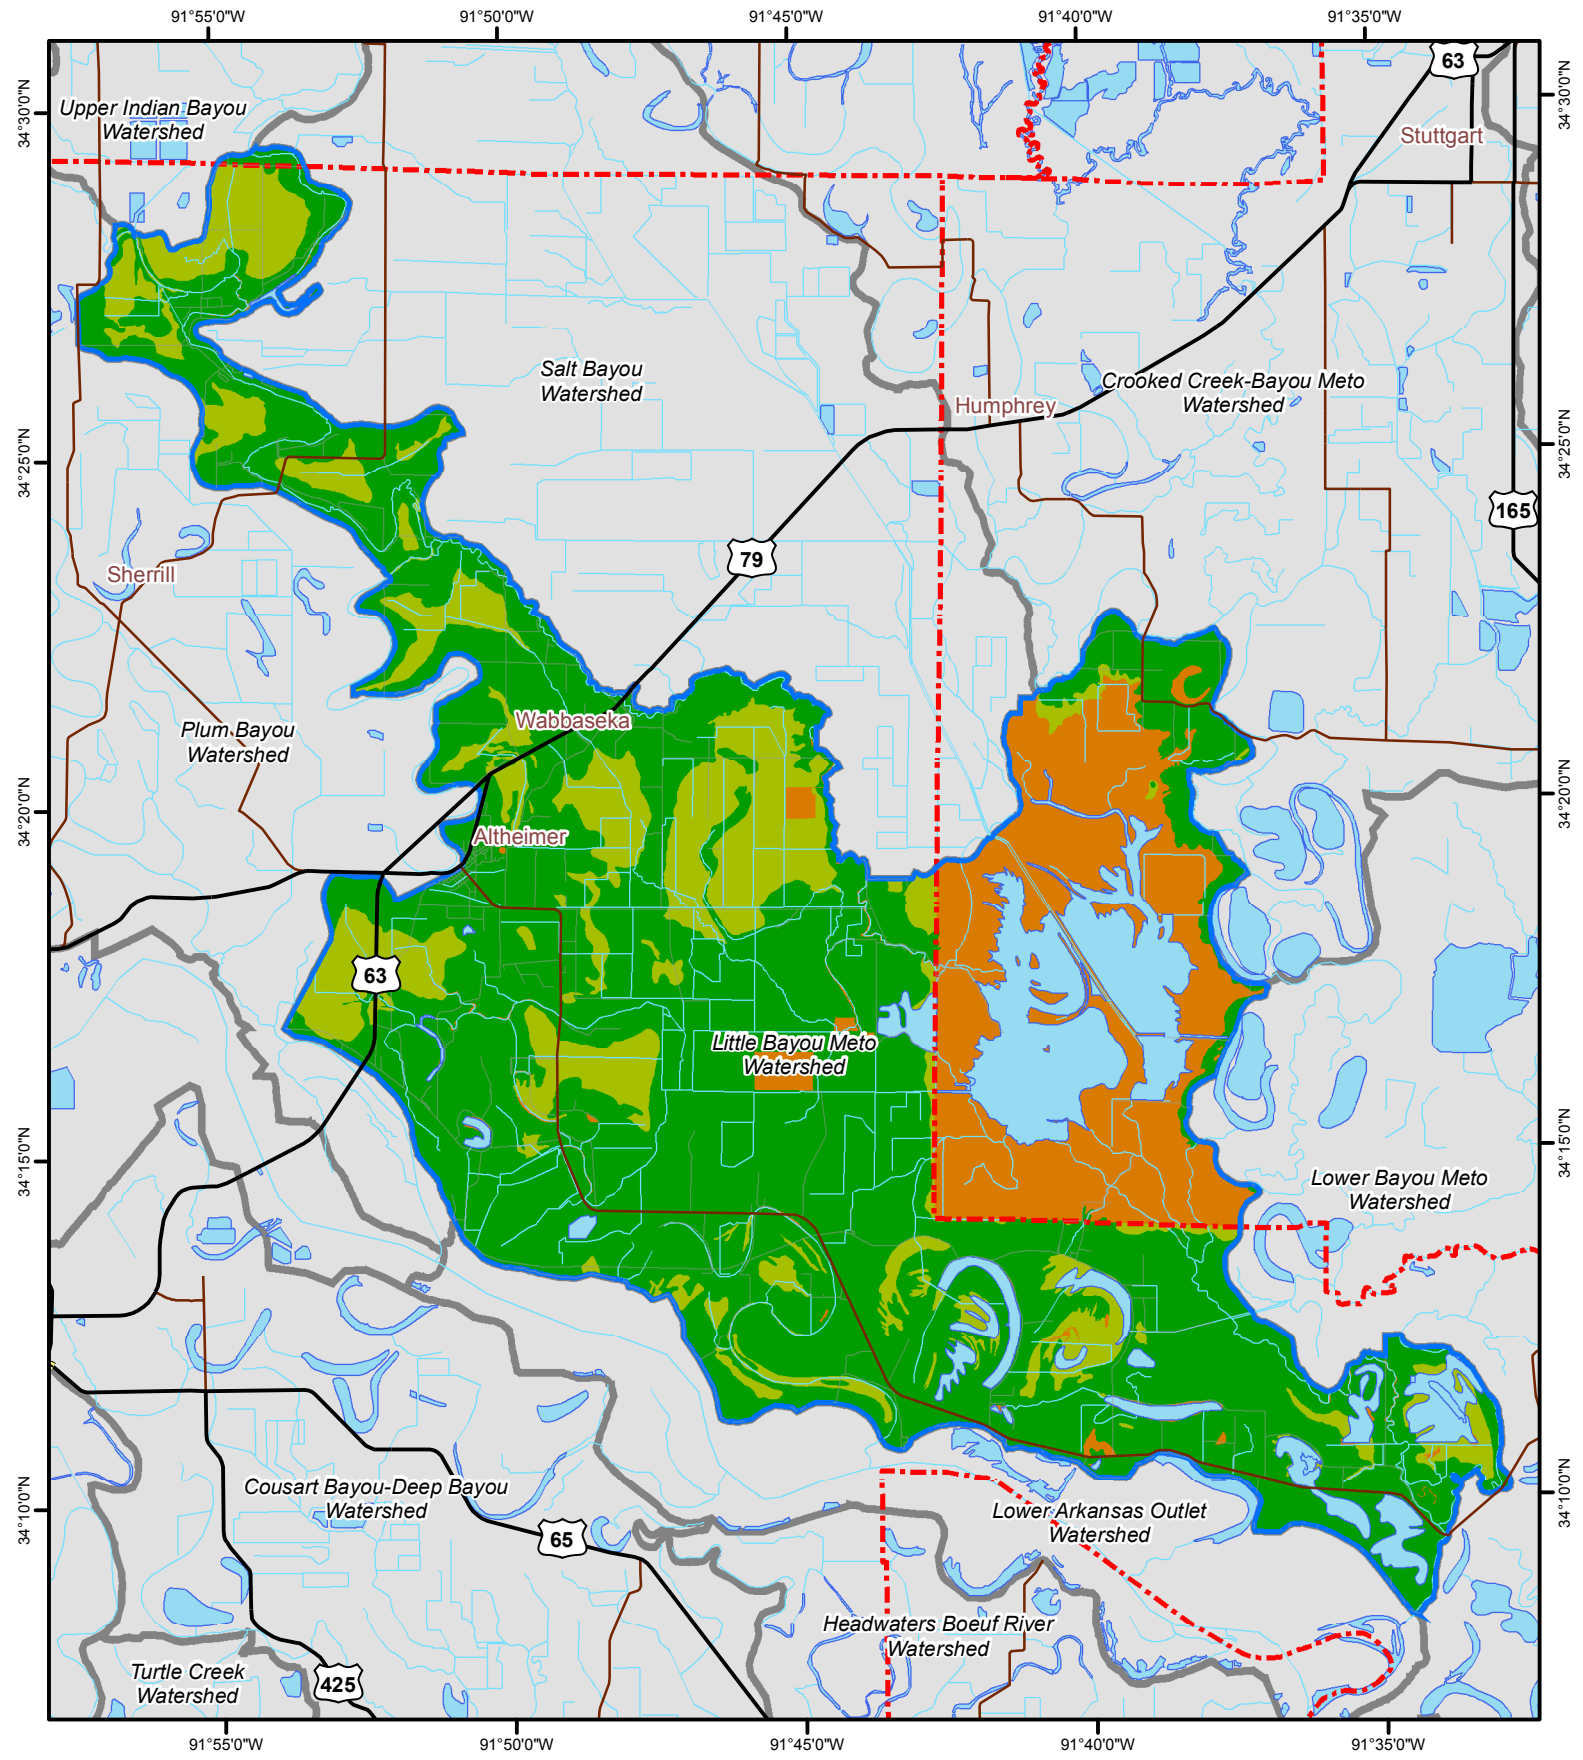 91°55'0"W 91°50'0"W 91°45'0"W 91°40'0"W 91°35'0"W
63
34°30'0"N
34°30'0"N
Upper Indian Bayou
Watershed
Stuttgart
Salt Bayou
Watershed
Crooked Creek-Bayou Meto
Watershed
Humphrey
34°25'0"N
34°25'0"N
165
79
Sherrill
Wabbaseka
Plum Bayou
Watershed
34°20'0"N
34°20'0"N
Altheimer
63
Little Bayou Meto
Watershed
34°15'0"N
34°15'0"N
Lower Bayou Meto
Watershed
Cousart Bayou-Deep Bayou
Watershed
34°10'0"N
34°10'0"N
Lower Arkansas Outlet
Watershed
65
Headwaters Boeuf River
Watershed
Turtle Creek
Watershed
425
91°55'0"W 91°50'0"W 91°45'0"W 91°40'0"W 91°35'0"W